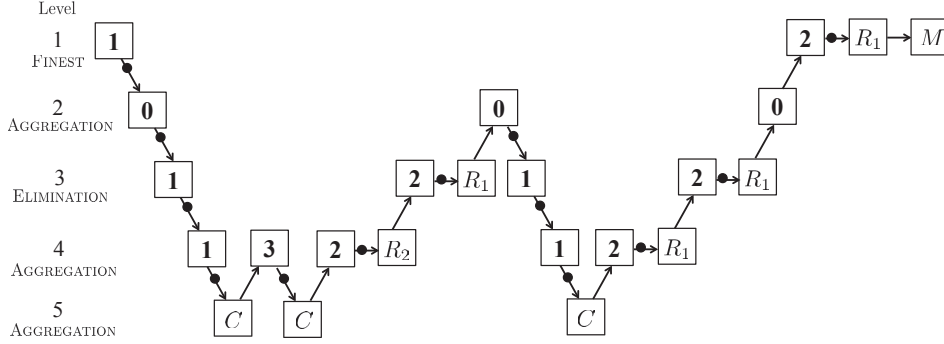 Level
1 1 2 R₁ M
FINEST
2 0 0 0
AGGREGATION
3 1 2 R₁ 1 2 R₁
ELIMINATION
4 1 3 2 R₂ 1 2 R₁
AGGREGATION
5 C C C
AGGREGATION